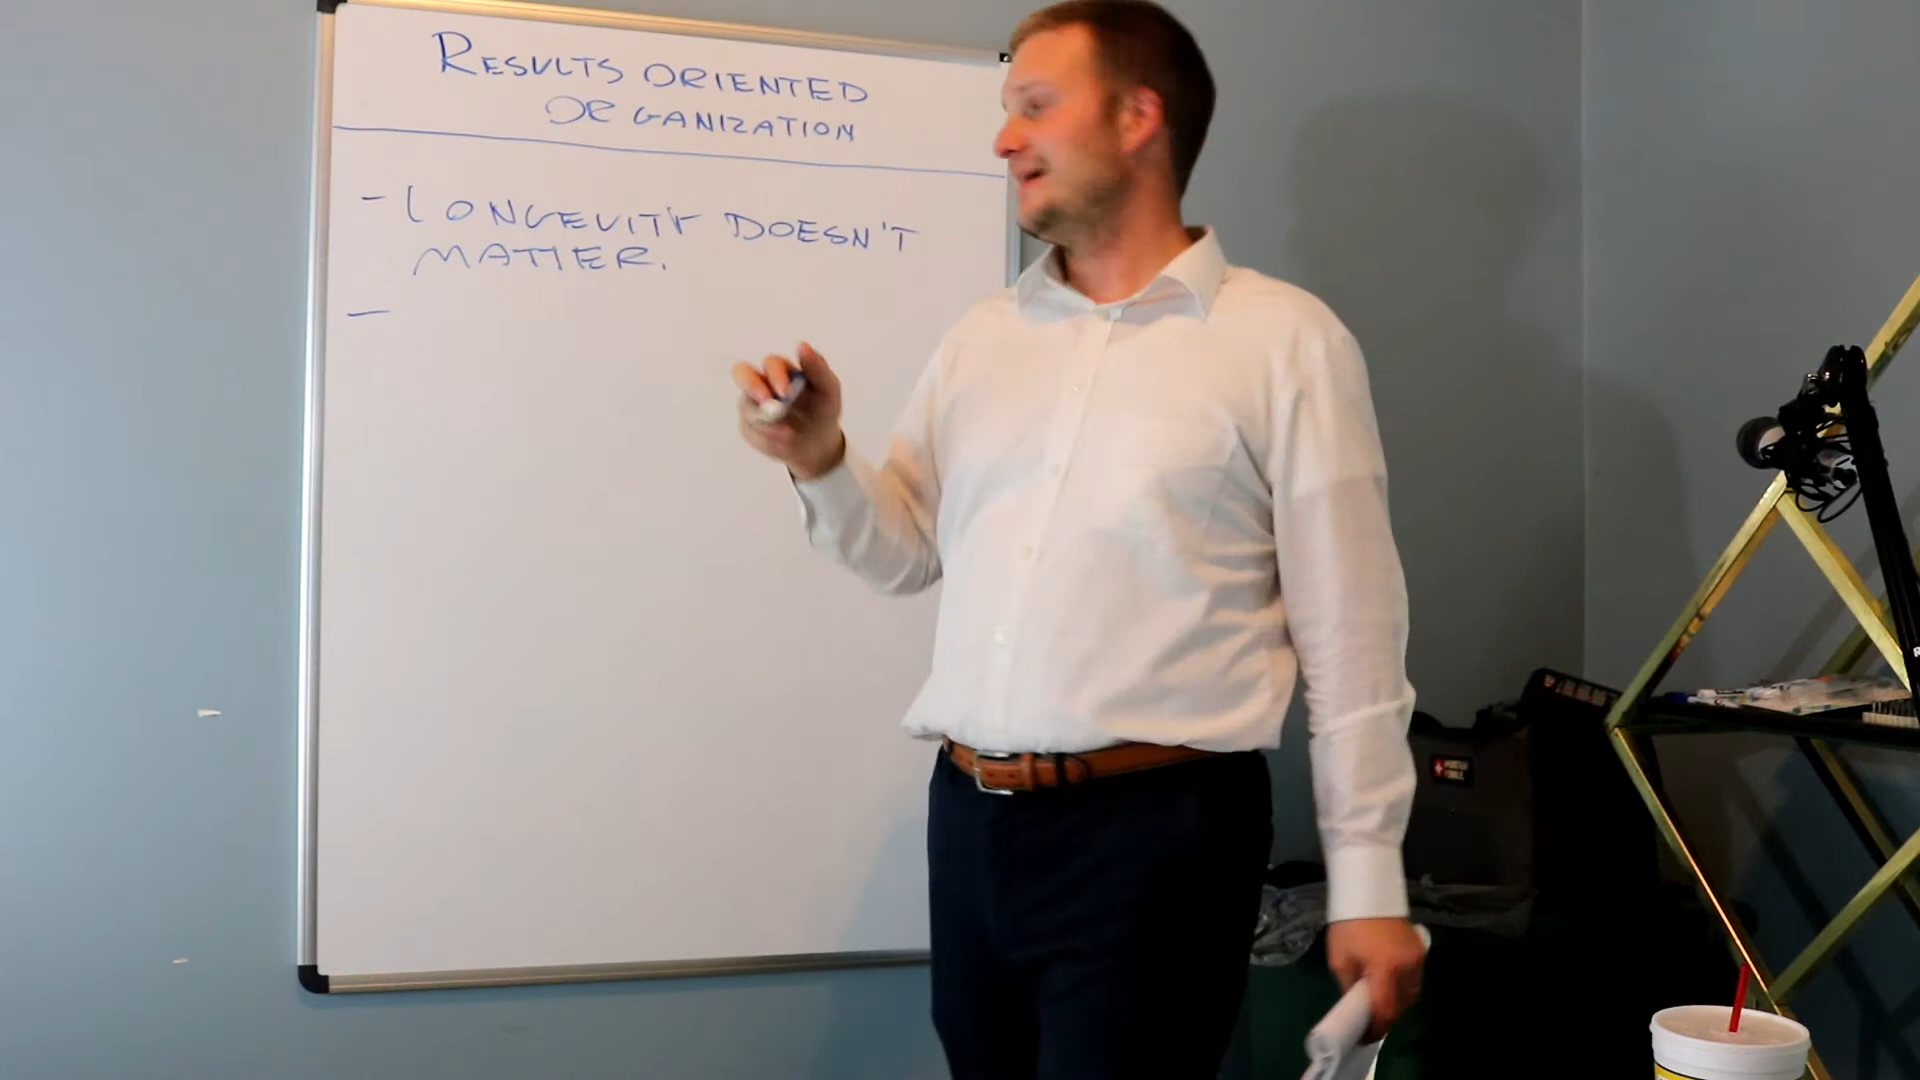 RESULTS ORIENTED
ORGANIZATION
- LONGEVITY DOESN'T
MATTER.
-